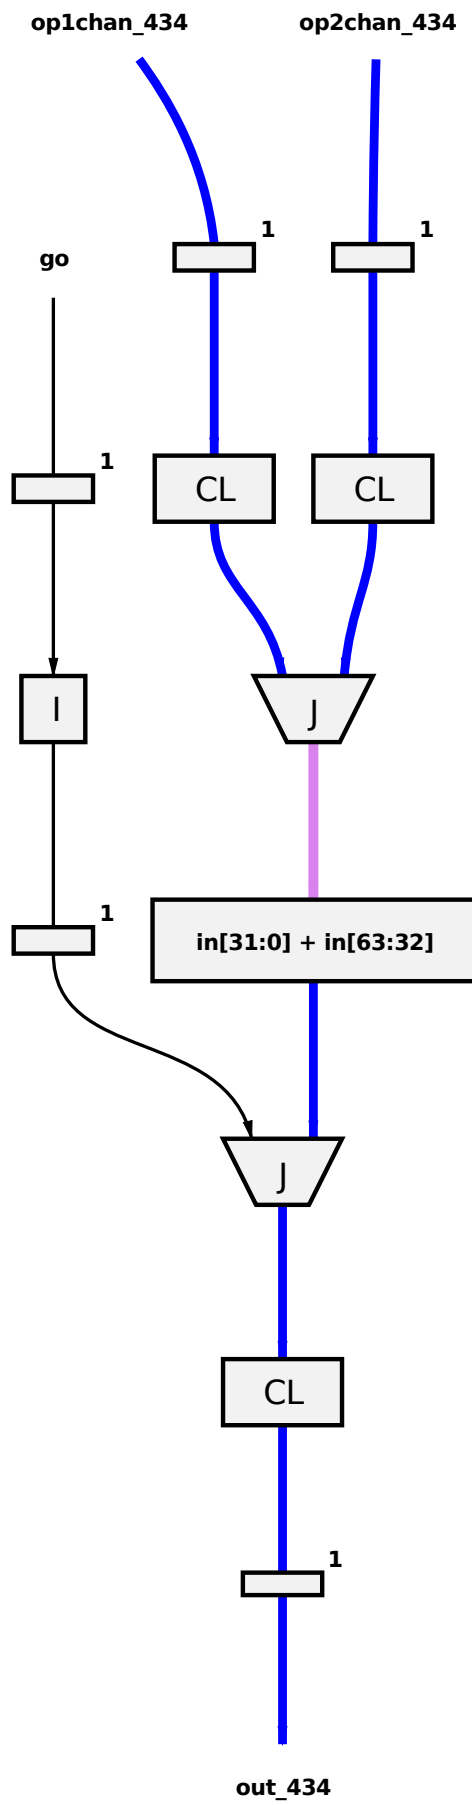 op1chan_434
op2chan_434
1
1
go
1
CL
CL
I
J
1
in[31:0] + in[63:32]
J
CL
1
out_434